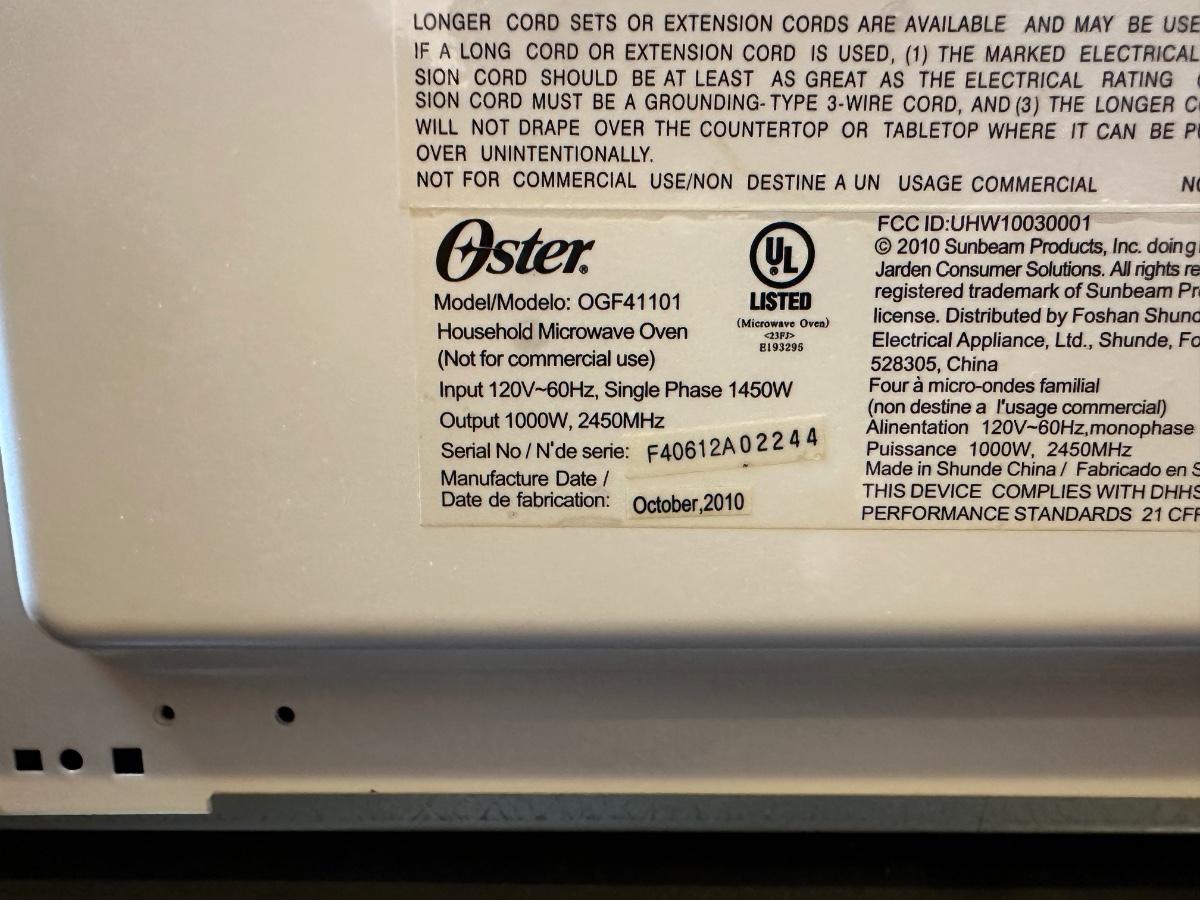 LONGER CORD SETS OR EXTENSION CORDS ARE AVAILABLE AND MAY BE USE
IF A LONG CORD OR EXTENSION CORD IS USED, (1) THE MARKED ELECTRICAL
SION CORD SHOULD BE AT LEAST AS GREAT AS THE ELECTRICAL RATING
SION CORD MUST BE A GROUNDING-TYPE 3-WIRE CORD, AND (3) THE LONGER
WILL NOT DRAPE OVER THE COUNTERTOP OR TABLETOP WHERE IT CAN BE
OVER UNINTENTIONALLY.
NOT FOR COMMERCIAL USE/NON DESTINE A UN USAGE COMMERCIAL
Oster®
Model/Modelo: OGF41101
Household Microwave Oven
(Not for commercial use)
Input 120V~60Hz, Single Phase 1450W
Output 1000W, 2450MHz
Serial No / N'de serie: F40612A02244
Manufacture Date /
Date de fabrication: October,2010
UL ®
LISTED
(Microwave Oven)
<23FJ>
E193295
FCC ID:UHW10030001
© 2010 Sunbeam Products, Inc. doing
Jarden Consumer Solutions. All rights re
registered trademark of Sunbeam Pr
license. Distributed by Foshan Shund
Electrical Appliance, Ltd., Shunde, Fo
528305, China
Four à micro-ondes familial
(non destine a l'usage commercial)
Alinentation 120V~60Hz,monophase
Puissance 1000W, 2450MHz
Made in Shunde China / Fabricado en S
THIS DEVICE COMPLIES WITH DHHS
PERFORMANCE STANDARDS 21 CFR